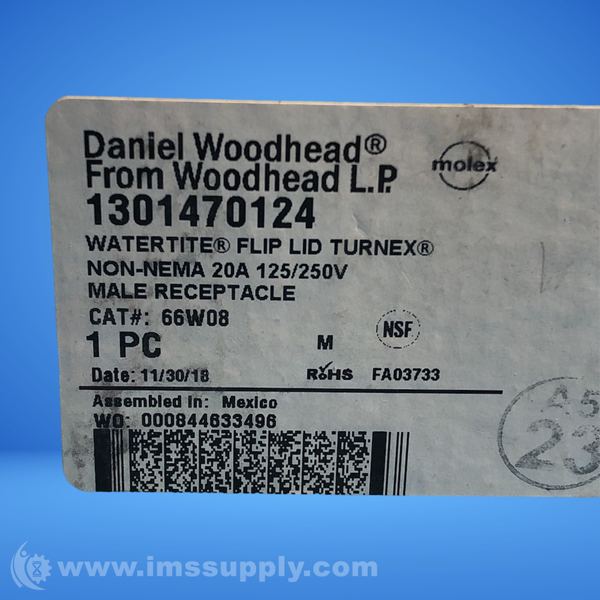 Daniel Woodhead®
From Woodhead L.P.
molex
1301470124
WATERTITE® FLIP LID TURNEX®
NON-NEMA 20A 125/250V
MALE RECEPTACLE
CAT#: 66W08
NSF
1 PC
M
Date: 11/30/18
RoHS
FA03733
Assembled in: Mexico
WO: 000844633496
A5
23
www.imssupply.com